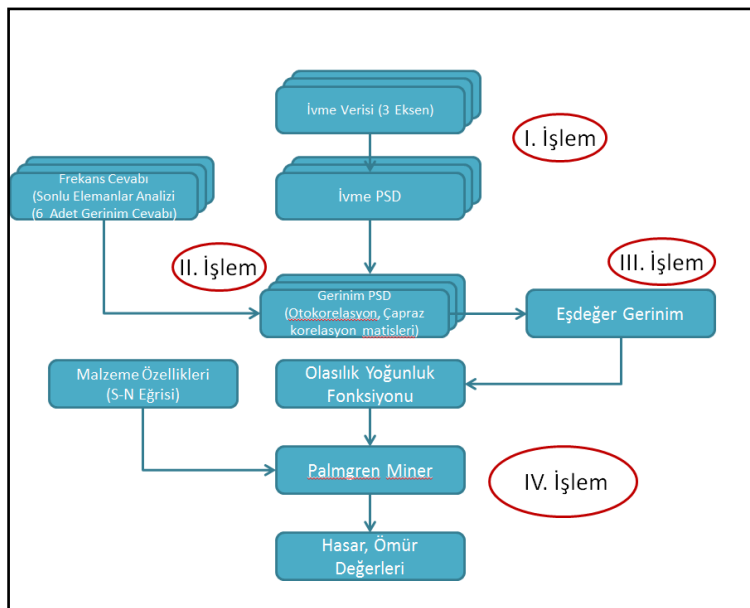 İvme Verisi (3 Eksen)
I. İşlem
Frekans Cevabı
(Sonlu Elemanlar Analizi
(6 Adet Gerinim Cevabı)
İvme PSD
II. İşlem
III. İşlem
Gerinim PSD
(Otokorelasyon, Çapraz
korelasyon matisleri)
Eşdeğer Gerinim
Malzeme Özellikleri
(S-N Eğrisi)
Olasılık Yoğunluk
Fonksiyonu
Palmgren Miner
IV. İşlem
Hasar, Ömür
Değerleri